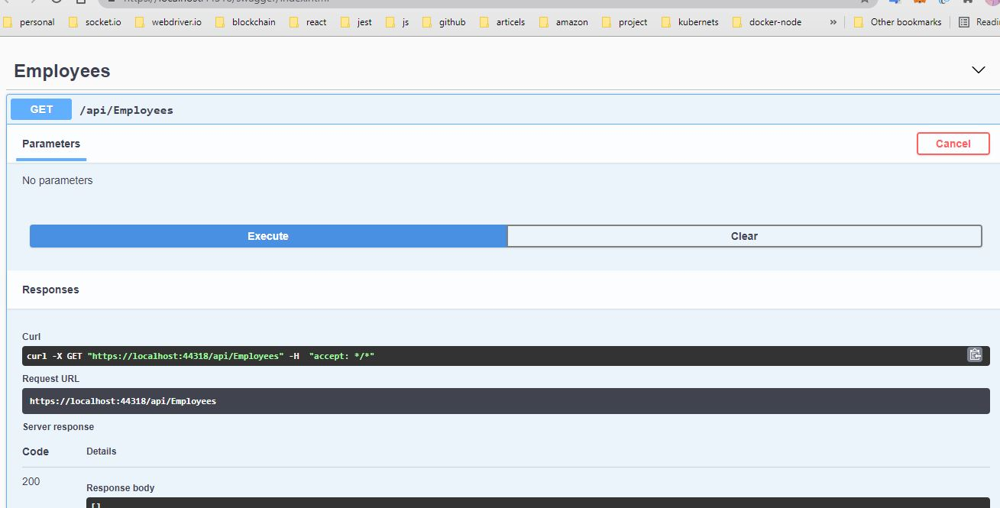 personal socket.io webdriver.io blockchain react jest js github articels amazon project kubernets docker-node » Other bookmarks
Employees
GET /api/Employees
Parameters
Cancel
No parameters
Execute Clear
Responses
Curl
curl -X GET "https://localhost:44318/api/Employees" -H  "accept: */*"
Request URL
https://localhost:44318/api/Employees
Server response
Code Details
200
Response body
[]